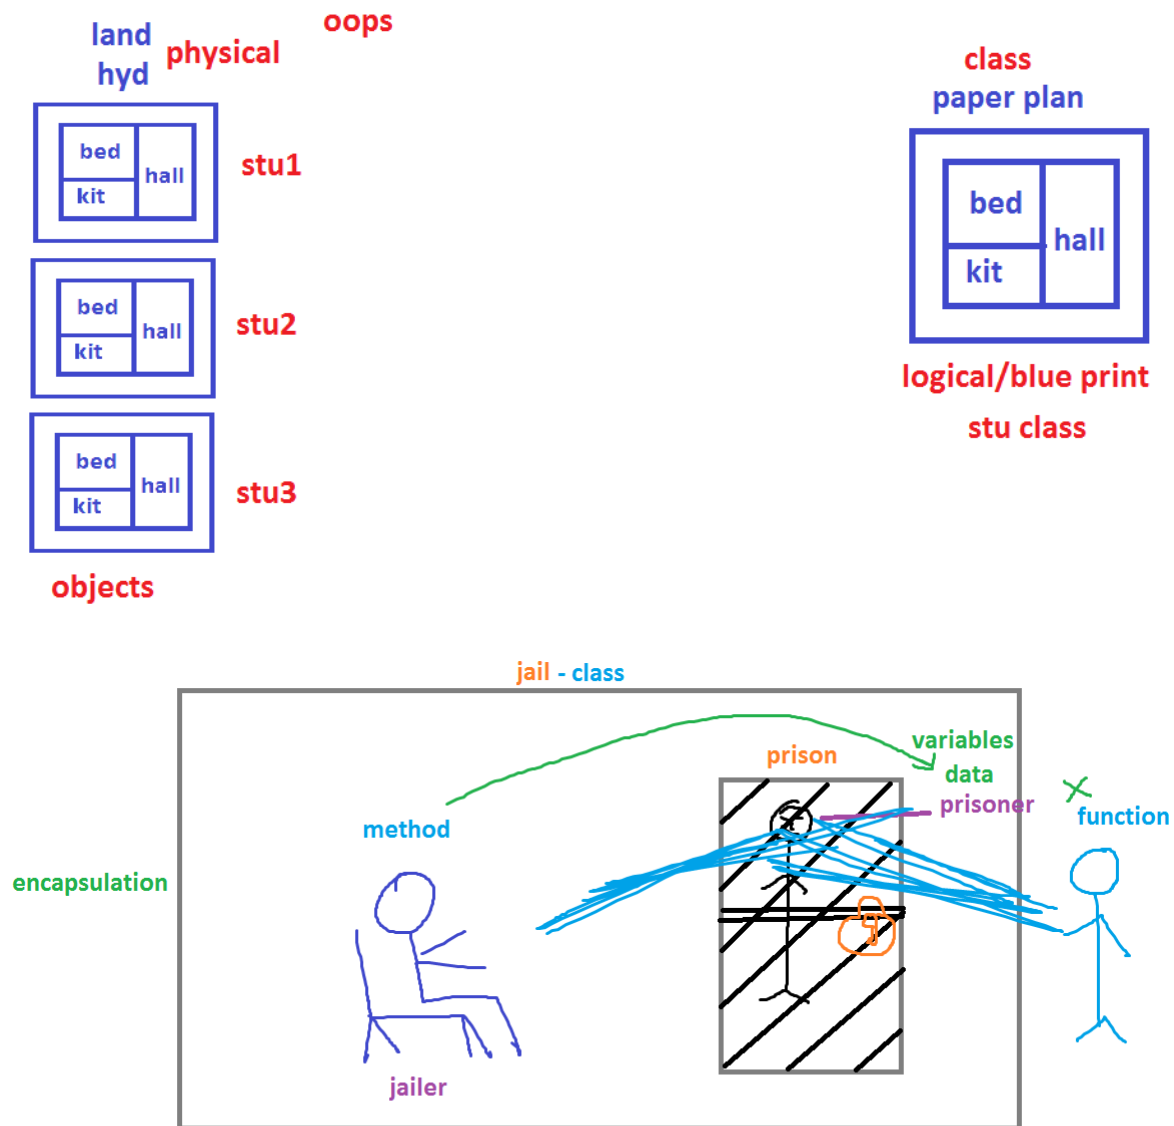 oops
land
physical
hyd
bed
hall
kit
stu1
bed
hall
kit
stu2
bed
hall
kit
stu3
objects
class
paper plan
bed
hall
kit
logical/blue print
stu class
jail - class
variables
prison
data
prisoner
function
method
encapsulation
jailer